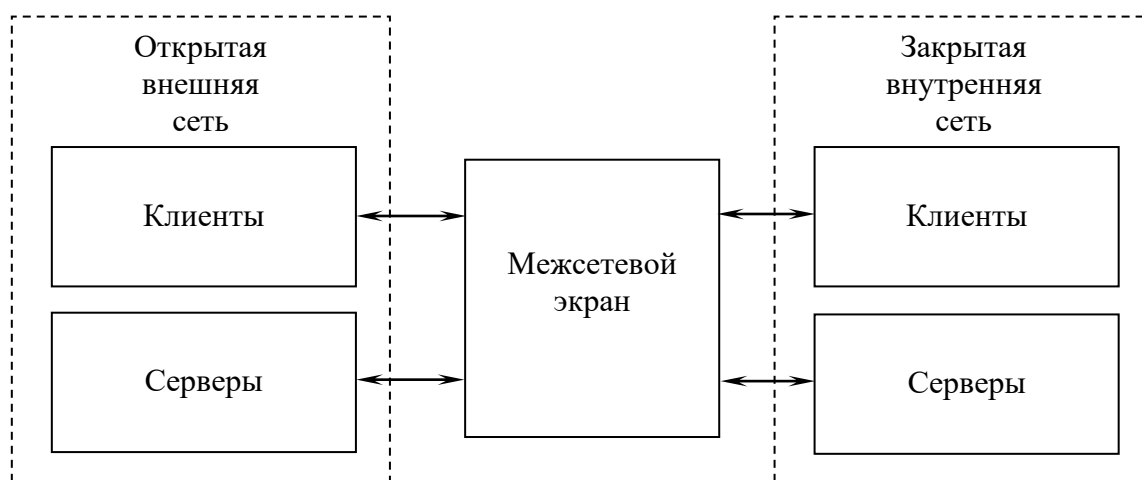 Открытая
внешняя
сеть
Клиенты
Серверы
Межсетевой
экран
Закрытая
внутренняя
сеть
Клиенты
Серверы